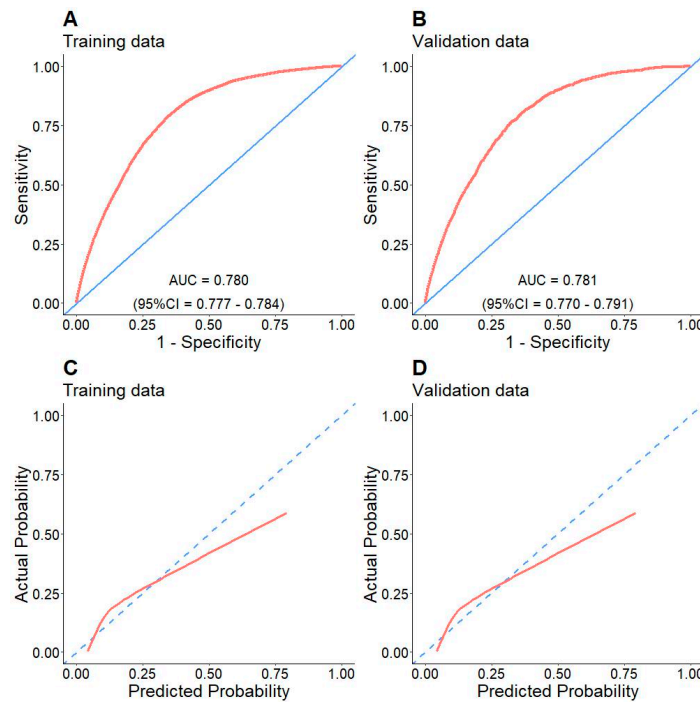 A
Training data
1.00
0.75
0.50
0.25
0.00
Sensitivity
AUC = 0.780
(95%CI = 0.777 - 0.784)
0.00 0.25 0.50 0.75 1.00
1 - Specificity
B
Validation data
1.00
0.75
0.50
0.25
0.00
Sensitivity
AUC = 0.781
(95%CI = 0.770 - 0.791)
0.00 0.25 0.50 0.75 1.00
1 - Specificity
C
Training data
1.00
0.75
0.50
0.25
0.00
Actual Probability
0.00 0.25 0.50 0.75 1.00
Predicted Probability
D
Validation data
1.00
0.75
0.50
0.25
0.00
Actual Probability
0.00 0.25 0.50 0.75 1.00
Predicted Probability